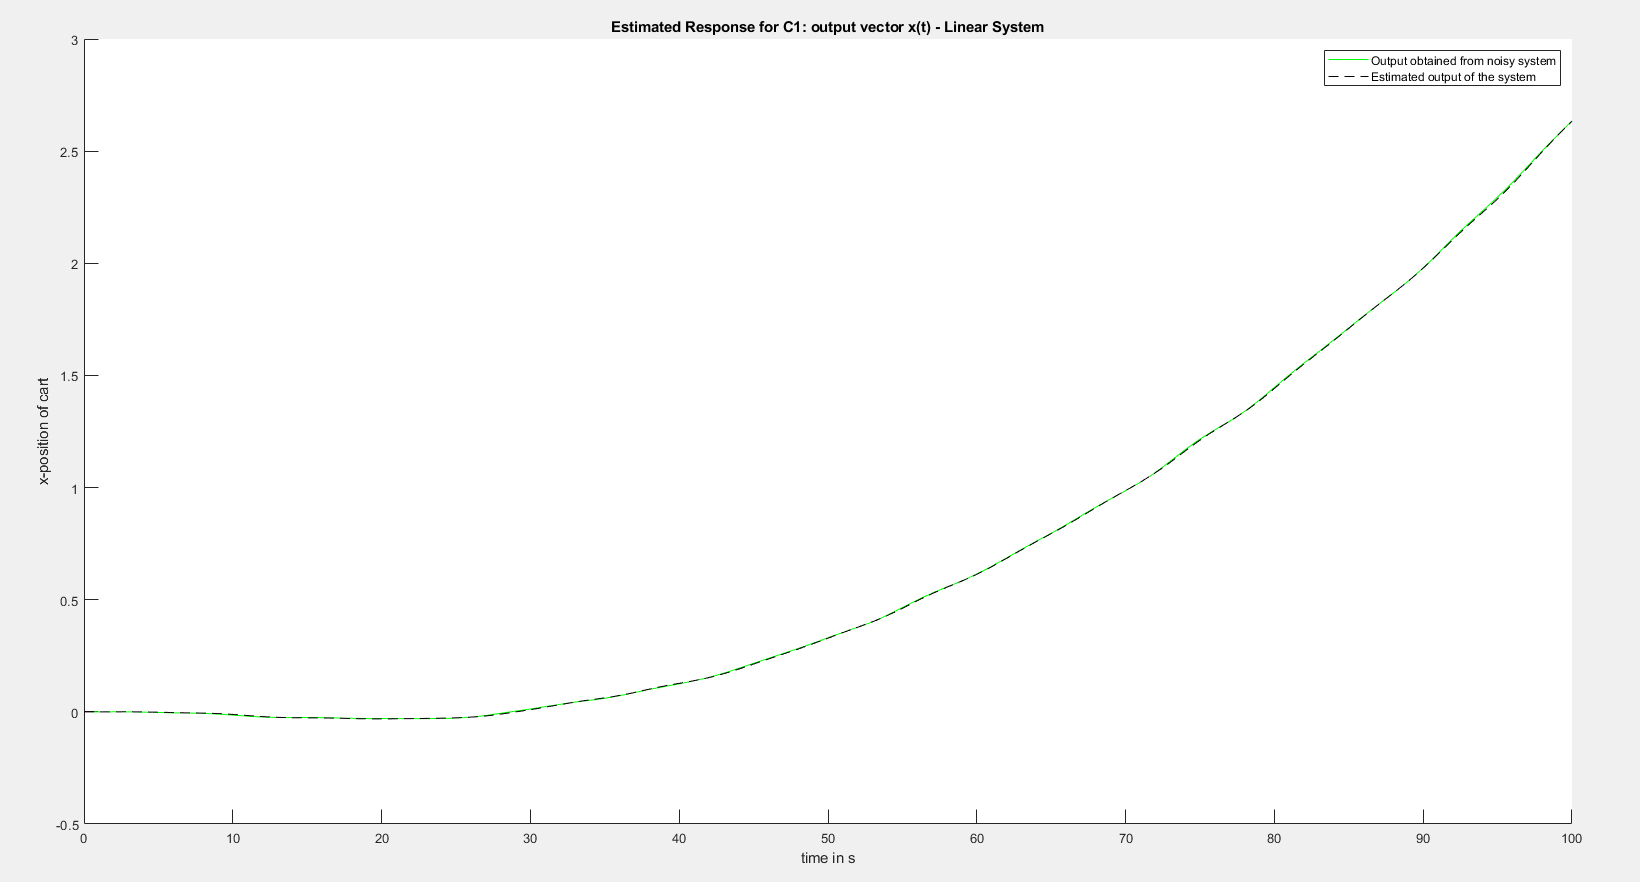 Estimated Response for C1: output vector x(t) - Linear System
Output obtained from noisy system
Estimated output of the system
3
2.5
2
1.5
1
0.5
0
-0.5
x-position of cart
0 10 20 30 40 50 60 70 80 90 100
time in s